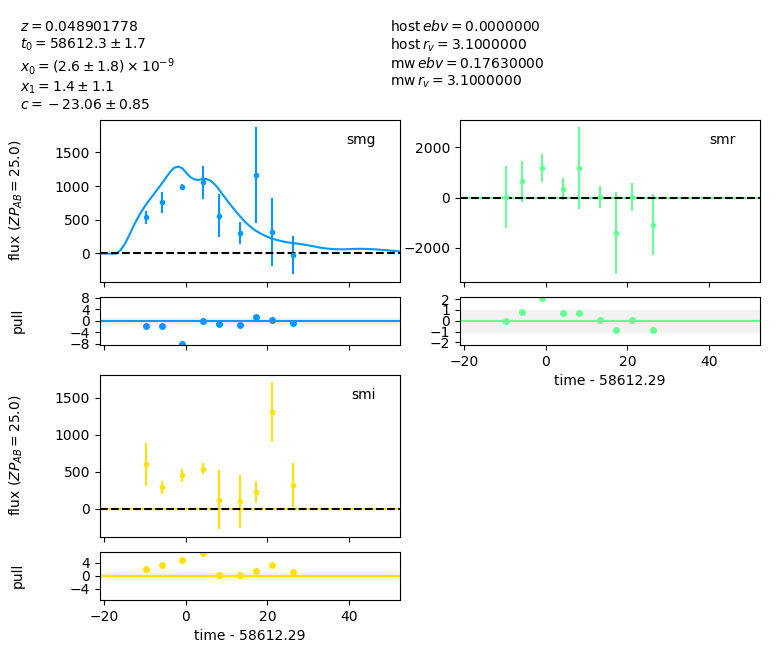 z = 0.048901778
t₀ = 58612.3 ± 1.7
x₀ = (2.6 ± 1.8) × 10⁻⁹
x₁ = 1.4 ± 1.1
c = −23.06 ± 0.85
host ebv = 0.0000000
host r_v = 3.1000000
mw ebv = 0.17630000
mw r_v = 3.1000000
smg
flux (ZP_AB = 25.0)
1500
1000
500
0
pull
8
4
0
−4
−8
smr
2000
0
−2000
2
1
0
−1
−2
−20 0 20 40
time - 58612.29
smi
flux (ZP_AB = 25.0)
1500
1000
500
0
pull
4
0
−4
−20 0 20 40
time - 58612.29